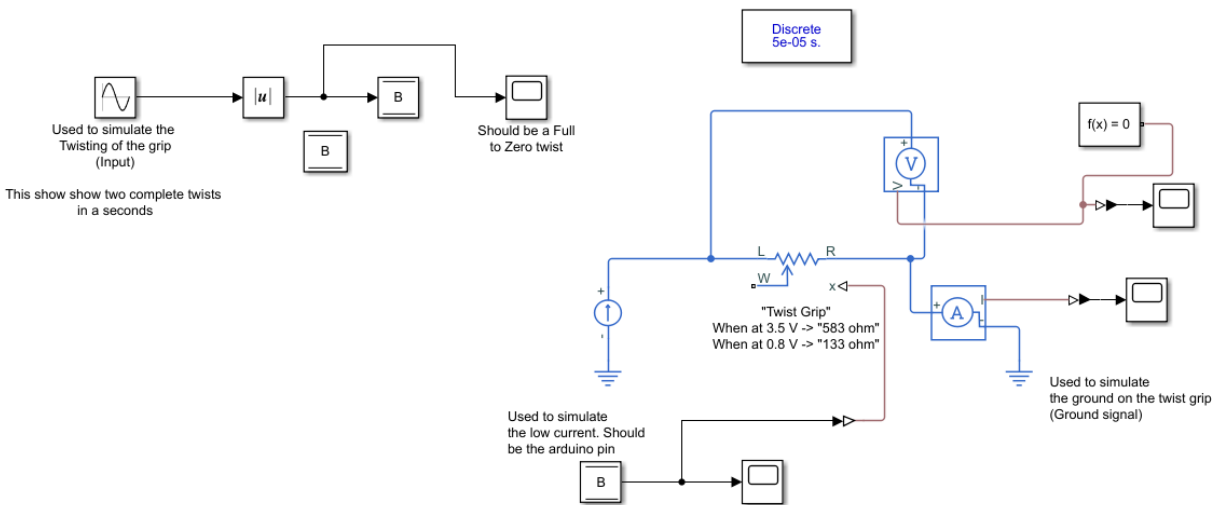 Discrete
5e-05 s.
|u|
B
B
Used to simulate the
Twisting of the grip
(Input)
Should be a Full
to Zero twist
This show show two complete twists
in a seconds
f(x) = 0
+
V
V
-
L
R
W
x
+
-
"Twist Grip"
When at 3.5 V -> "583 ohm"
When at 0.8 V -> "133 ohm"
+
A
I
-
Used to simulate
the ground on the twist grip
(Ground signal)
Used to simulate
the low current. Should
be the arduino pin
B